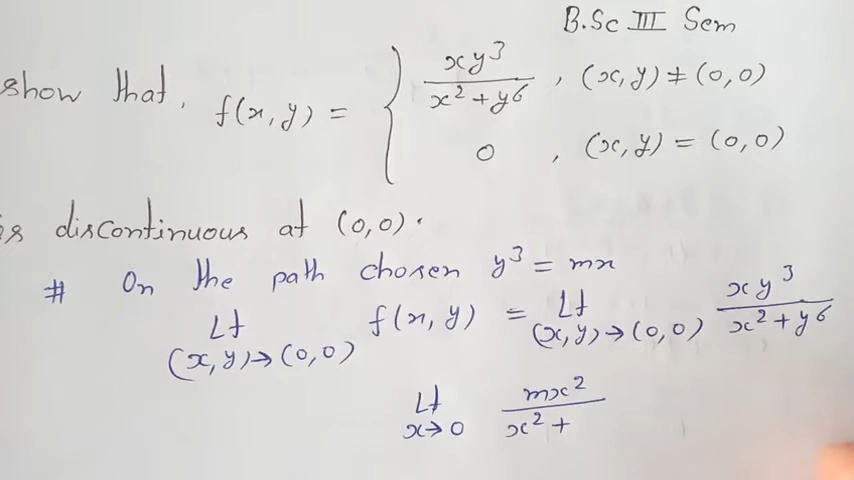 B.Sc III Sem
show that, f(x, y) = { xy³ / x² + y⁶ , (x, y) ≠ (0, 0)
0 , (x, y) = (0, 0)
is discontinuous at (0, 0).
# On the path chosen y³ = mx
Lt (x, y) → (0, 0) f(x, y) = Lt (x, y) → (0, 0) xy³ / x² + y⁶
Lt x → 0 mx² / x² +